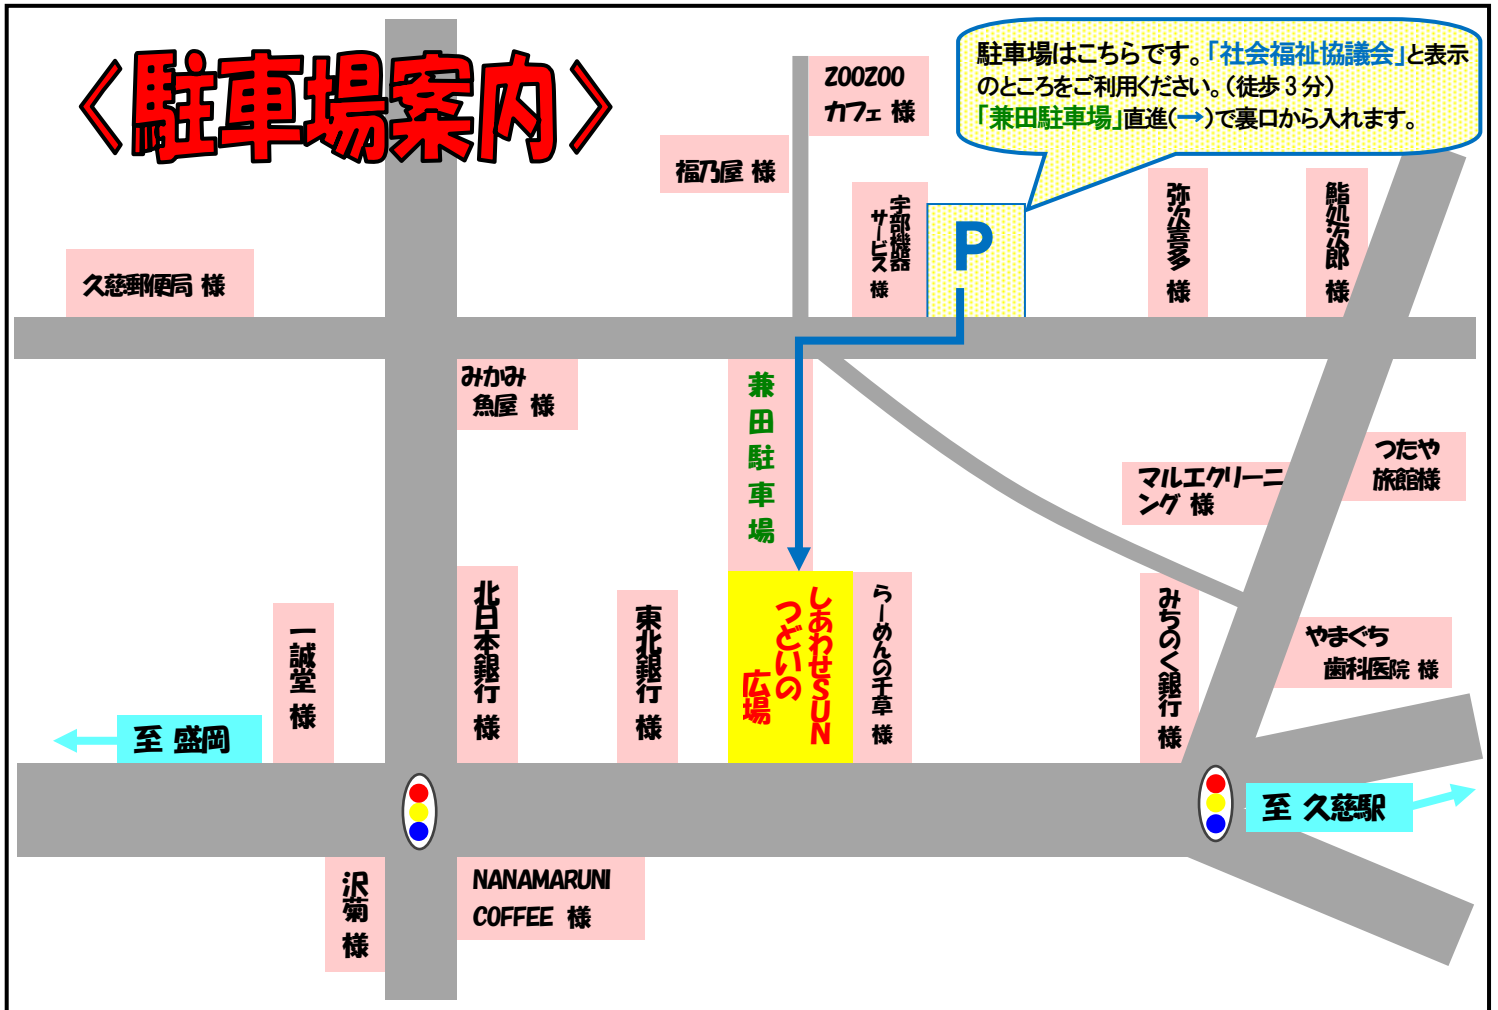 〈駐車場案内〉
駐車場はこちらです。「社会福祉協議会」と表示
のところをご利用ください。（徒歩３分）
「兼田駐車場」直進（→）で裏口から入れます。
ZOOZOO
カフェ 様
福乃屋 様
宇部機器
サービス 様
P
弥次喜多 様
鮨処次郎 様
久慈郵便局 様
みかみ
魚屋 様
兼田駐車場
つたや
旅館様
マルエクリーニ
ング 様
一誠堂 様
北日本銀行 様
東北銀行 様
しあわせSUN
つどいの
広場
らーめんの千草 様
みちのく銀行 様
やまぐち
歯科医院 様
至 盛岡
至 久慈駅
沢菊 様
NANAMARUNI
COFFEE 様